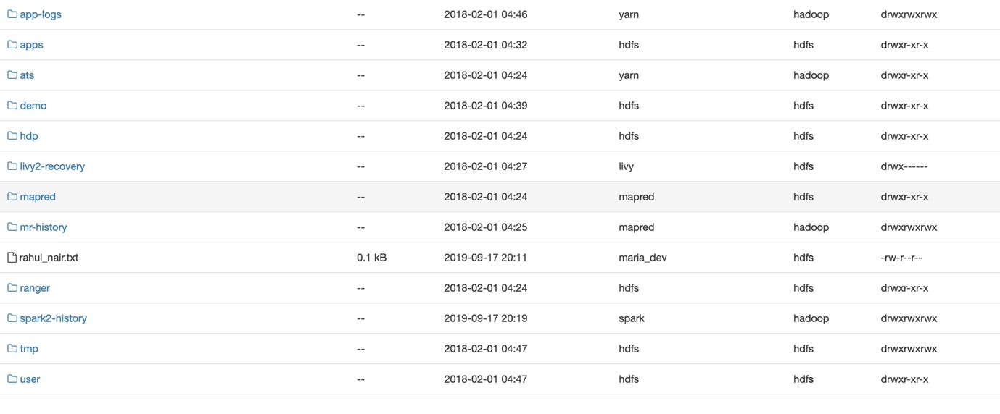 app-logs -- 2018-02-01 04:46 yarn hadoop drwxrwxrwx
apps -- 2018-02-01 04:32 hdfs hdfs drwxr-xr-x
ats -- 2018-02-01 04:24 yarn hadoop drwxr-xr-x
demo -- 2018-02-01 04:39 hdfs hdfs drwxr-xr-x
hdp -- 2018-02-01 04:24 hdfs hdfs drwxr-xr-x
livy2-recovery -- 2018-02-01 04:27 livy hdfs drwx------
mapred -- 2018-02-01 04:24 mapred hdfs drwxr-xr-x
mr-history -- 2018-02-01 04:25 mapred hadoop drwxrwxrwx
rahul_nair.txt 0.1 kB 2019-09-17 20:11 maria_dev hdfs -rw-r--r--
ranger -- 2018-02-01 04:24 hdfs hdfs drwxr-xr-x
spark2-history -- 2019-09-17 20:19 spark hadoop drwxrwxrwx
tmp -- 2018-02-01 04:47 hdfs hdfs drwxrwxrwx
user -- 2018-02-01 04:47 hdfs hdfs drwxr-xr-x